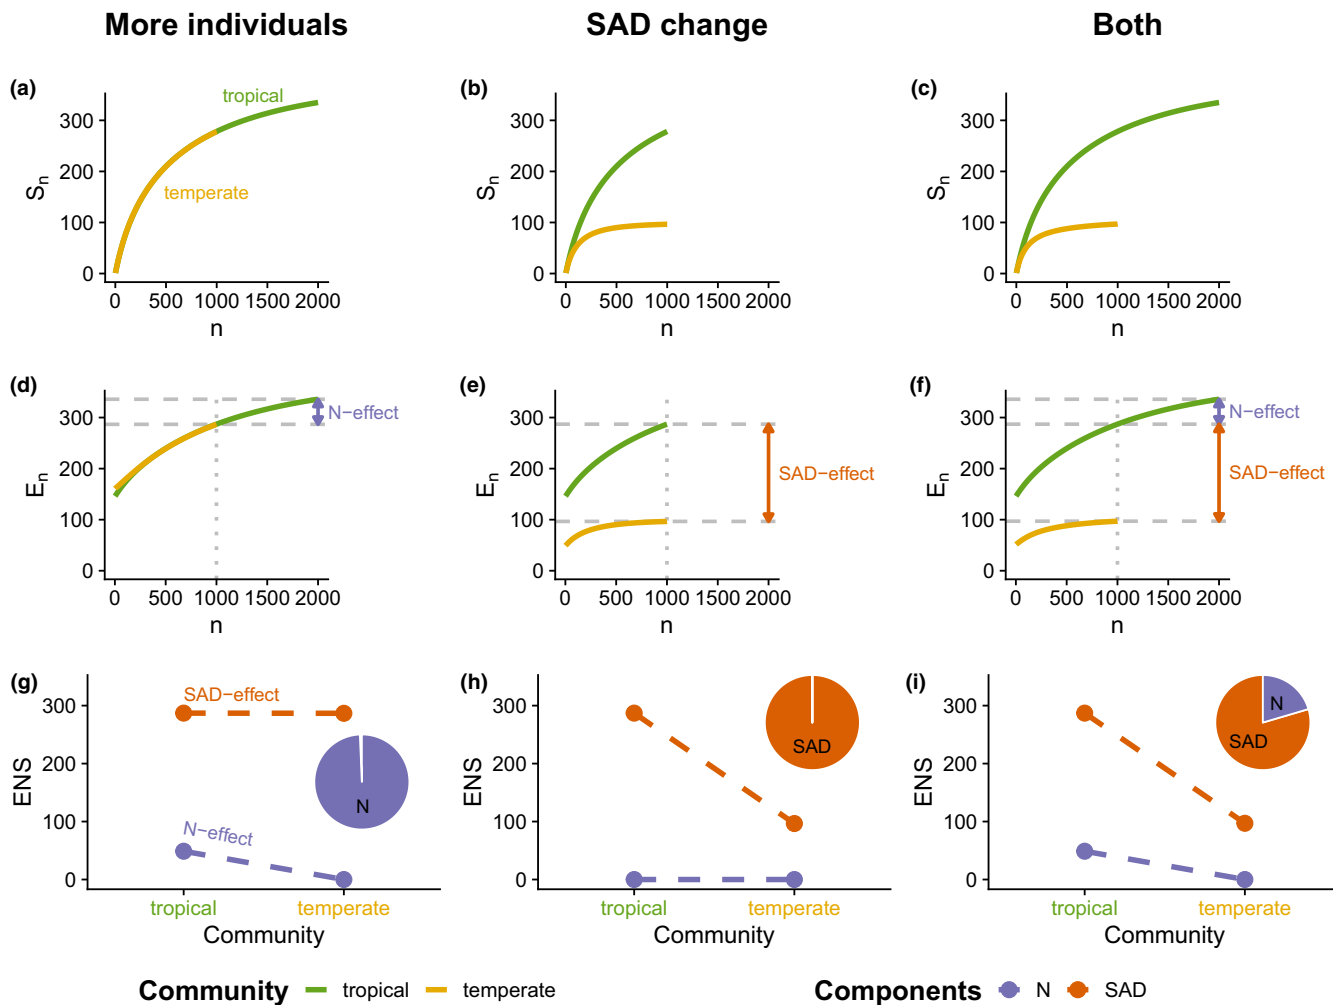 More individuals SAD change Both
(a) (b) (c)
tropical
temperate
300 300 300
200 200 200
100 100 100
0 0 0
Sn Sn Sn
0 500 1000 1500 2000 0 500 1000 1500 2000 0 500 1000 1500 2000
n n n
(d) (e) (f)
N−effect N−effect
SAD−effect SAD−effect
300 300 300
200 200 200
100 100 100
0 0 0
En En En
0 500 1000 1500 2000 0 500 1000 1500 2000 0 500 1000 1500 2000
n n n
(g) (h) (i)
SAD−effect
N−effect
N SAD N SAD
300 300 300
200 200 200
100 100 100
0 0 0
ENS ENS ENS
tropical temperate tropical temperate tropical temperate
Community Community Community
Community tropical temperate Components N SAD